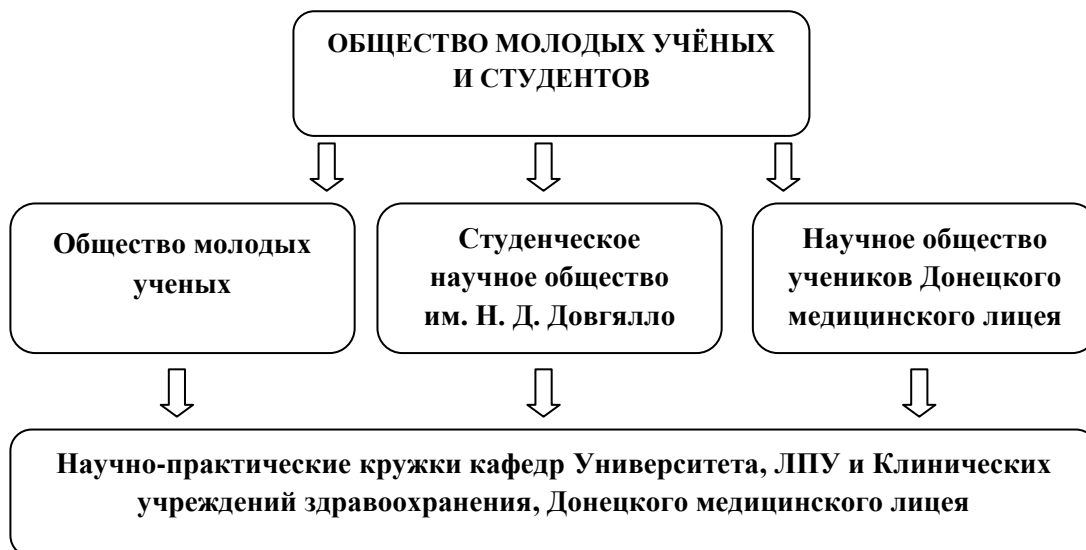 ОБЩЕСТВО МОЛОДЫХ УЧЁНЫХ
И СТУДЕНТОВ
Общество молодых
ученых
Студенческое
научное общество
им. Н. Д. Довгялло
Научное общество
учеников Донецкого
медицинского лицея
Научно-практические кружки кафедр Университета, ЛПУ и Клинических
учреждений здравоохранения, Донецкого медицинского лицея